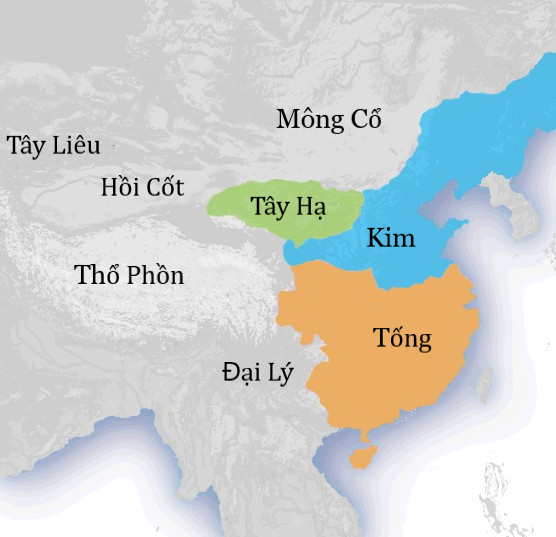 Mông Cổ
Tây Liêu
Hồi Cốt
Tây Hạ
Kim
Thổ Phồn
Tống
Đại Lý